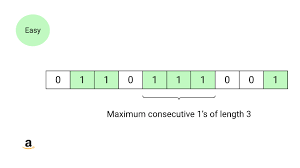 Easy
0 1 1 0 1 1 1 0 0 1
Maximum consecutive 1's of length 3
a